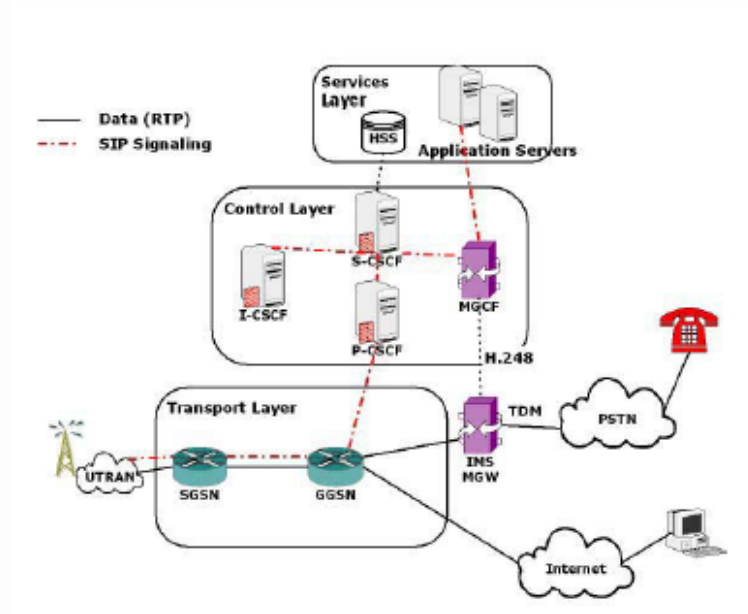 Services
Layer
HSS
Application Servers
Data (RTP)
SIP Signaling
Control Layer
S-CSCF
I-CSCF
MGCF
P-CSCF
H.248
Transport Layer
TDM
PSTN
UTRAN
SGSN
GGSN
IMS
MGW
Internet